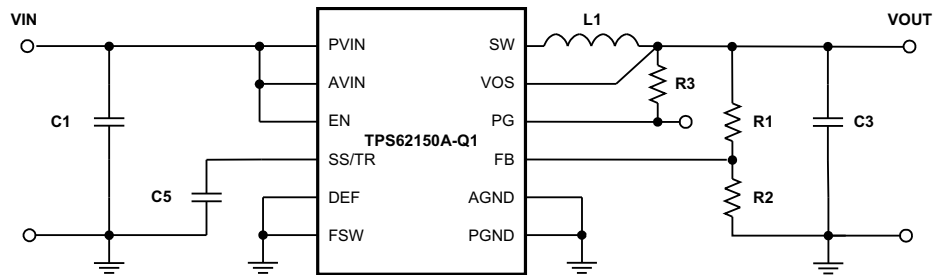 VIN
L1
VOUT
PVIN
SW
AVIN
VOS
R3
C1
EN
PG
R1
C3
TPS62150A-Q1
SS/TR
FB
C5
DEF
AGND
R2
FSW
PGND